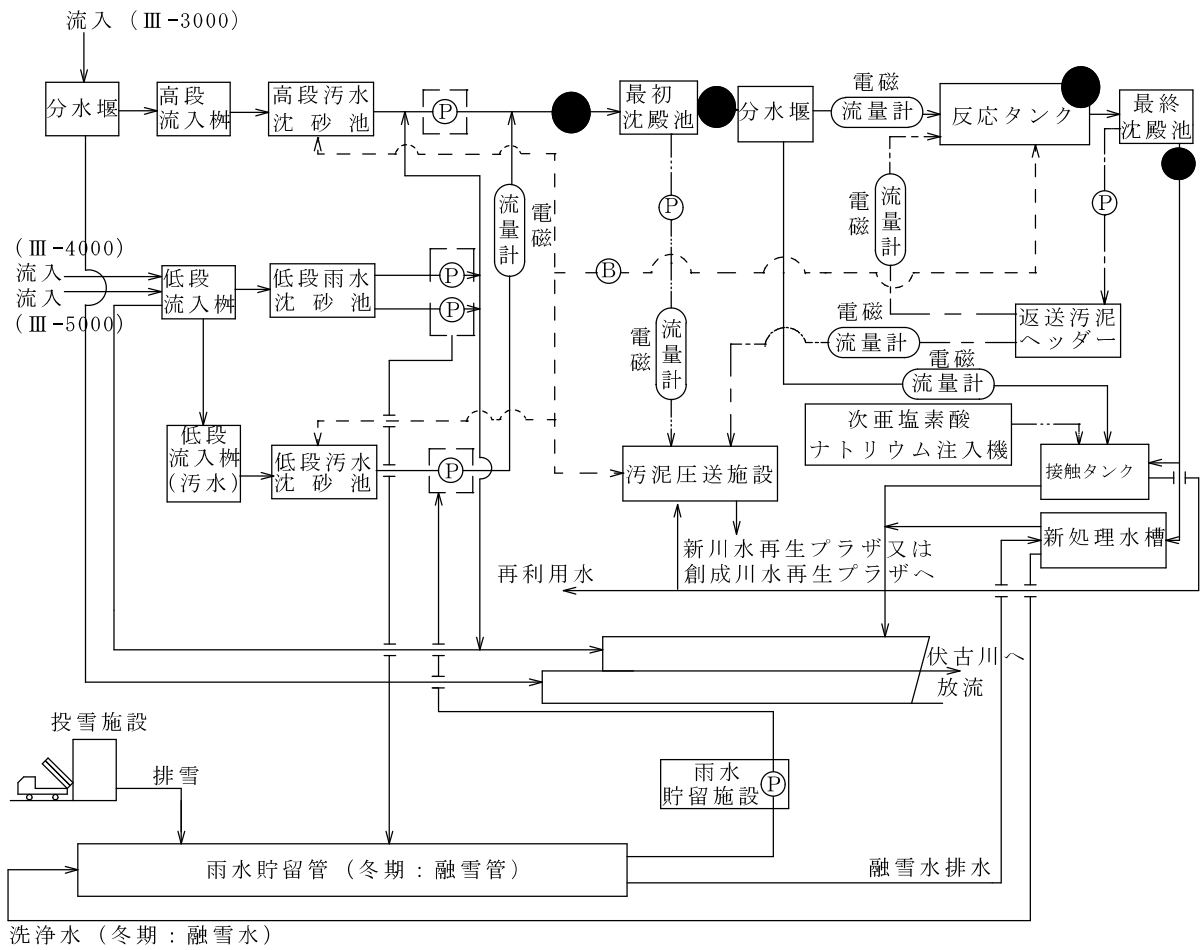 流入（Ⅲ-3000）
分水堰
高段
流入桝
高段汚水
沈砂池
P
最初
沈殿池
分水堰
電磁
流量計
反応タンク
最終
沈殿池
流量計
電磁
P
電磁
流量計
P
(Ⅲ-4000)
流入
流入
(Ⅲ-5000)
低段
流入桝
低段雨水
沈砂池
P
P
B
電磁
流量計
電磁
流量計
返送汚泥
ヘッダー
電磁
流量計
次亜塩素酸
ナトリウム注入機
低段
流入桝
(汚水)
低段汚水
沈砂池
P
汚泥圧送施設
接触タンク
新処理水槽
新川水再生プラザ又は
創成川水再生プラザへ
再利用水
伏古川へ
放流
投雪施設
排雪
雨水
貯留施設
P
雨水貯留管（冬期：融雪管）
融雪水排水
洗浄水（冬期：融雪水）